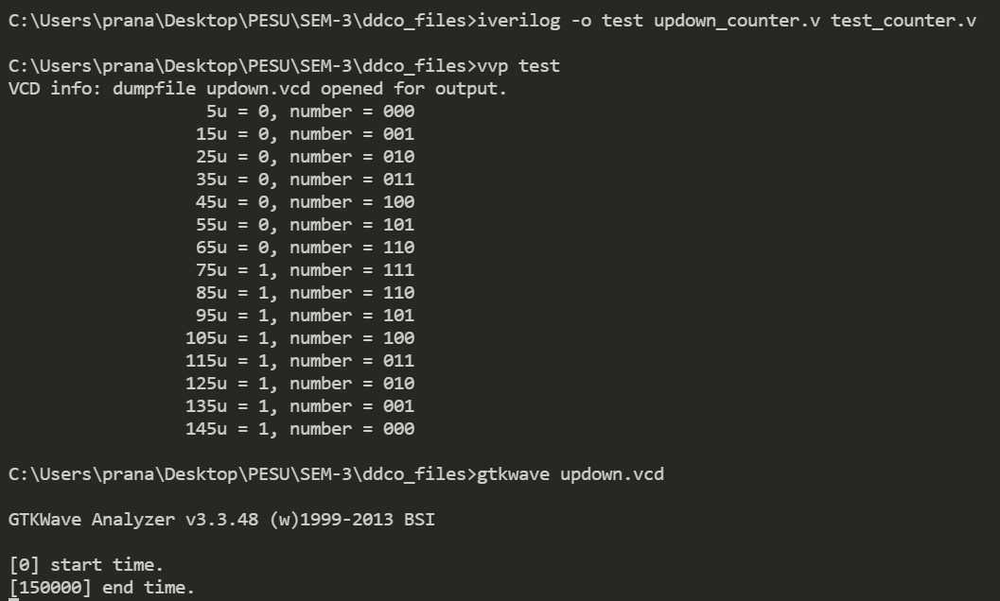 C:\Users\prana\Desktop\PESU\SEM-3\ddco_files>iverilog -o test updown_counter.v test_counter.v
C:\Users\prana\Desktop\PESU\SEM-3\ddco_files>vvp test
VCD info: dumpfile updown.vcd opened for output.
5u = 0, number = 000
15u = 0, number = 001
25u = 0, number = 010
35u = 0, number = 011
45u = 0, number = 100
55u = 0, number = 101
65u = 0, number = 110
75u = 1, number = 111
85u = 1, number = 110
95u = 1, number = 101
105u = 1, number = 100
115u = 1, number = 011
125u = 1, number = 010
135u = 1, number = 001
145u = 1, number = 000
C:\Users\prana\Desktop\PESU\SEM-3\ddco_files>gtkwave updown.vcd
GTKWave Analyzer v3.3.48 (w)1999-2013 BSI
[0] start time.
[150000] end time.